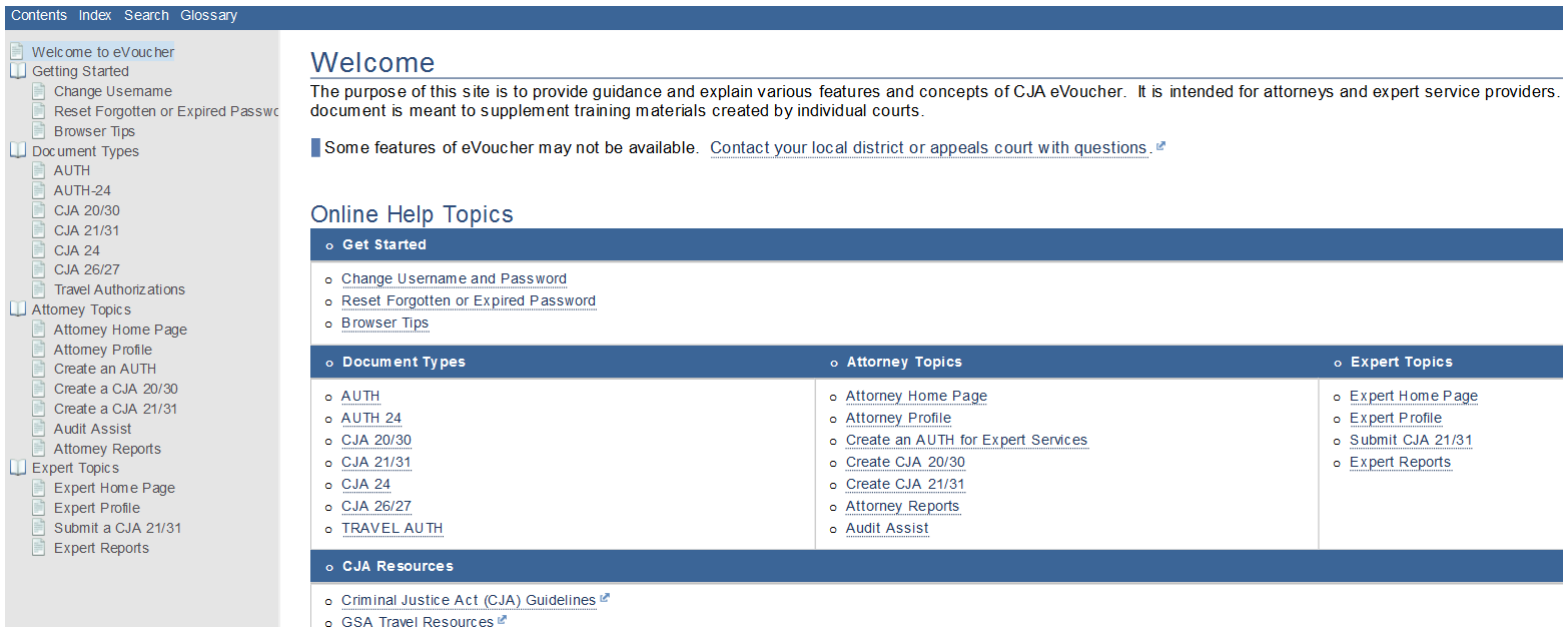 Contents Index Search Glossary
Welcome to eVoucher
Getting Started
Change Username
Reset Forgotten or Expired Passwo
Browser Tips
Document Types
AUTH
AUTH-24
CJA 20/30
CJA 21/31
CJA 24
CJA 26/27
Travel Authorizations
Attorney Topics
Attorney Home Page
Attorney Profile
Create an AUTH
Create a CJA 20/30
Create a CJA 21/31
Audit Assist
Attorney Reports
Expert Topics
Expert Home Page
Expert Profile
Submit a CJA 21/31
Expert Reports
Welcome
The purpose of this site is to provide guidance and explain various features and concepts of CJA eVoucher. It is intended for attorneys and expert service providers.
document is meant to supplement training materials created by individual courts.
Some features of eVoucher may not be available. Contact your local district or appeals court with questions.
Online Help Topics
Get Started
Change Username and Password
Reset Forgotten or Expired Password
Browser Tips
Document Types
AUTH
AUTH 24
CJA 20/30
CJA 21/31
CJA 24
CJA 26/27
TRAVEL AUTH
Attorney Topics
Attorney Home Page
Attorney Profile
Create an AUTH for Expert Services
Create CJA 20/30
Create CJA 21/31
Attorney Reports
Audit Assist
Expert Topics
Expert Home Page
Expert Profile
Submit CJA 21/31
Expert Reports
CJA Resources
Criminal Justice Act (CJA) Guidelines
GSA Travel Resources